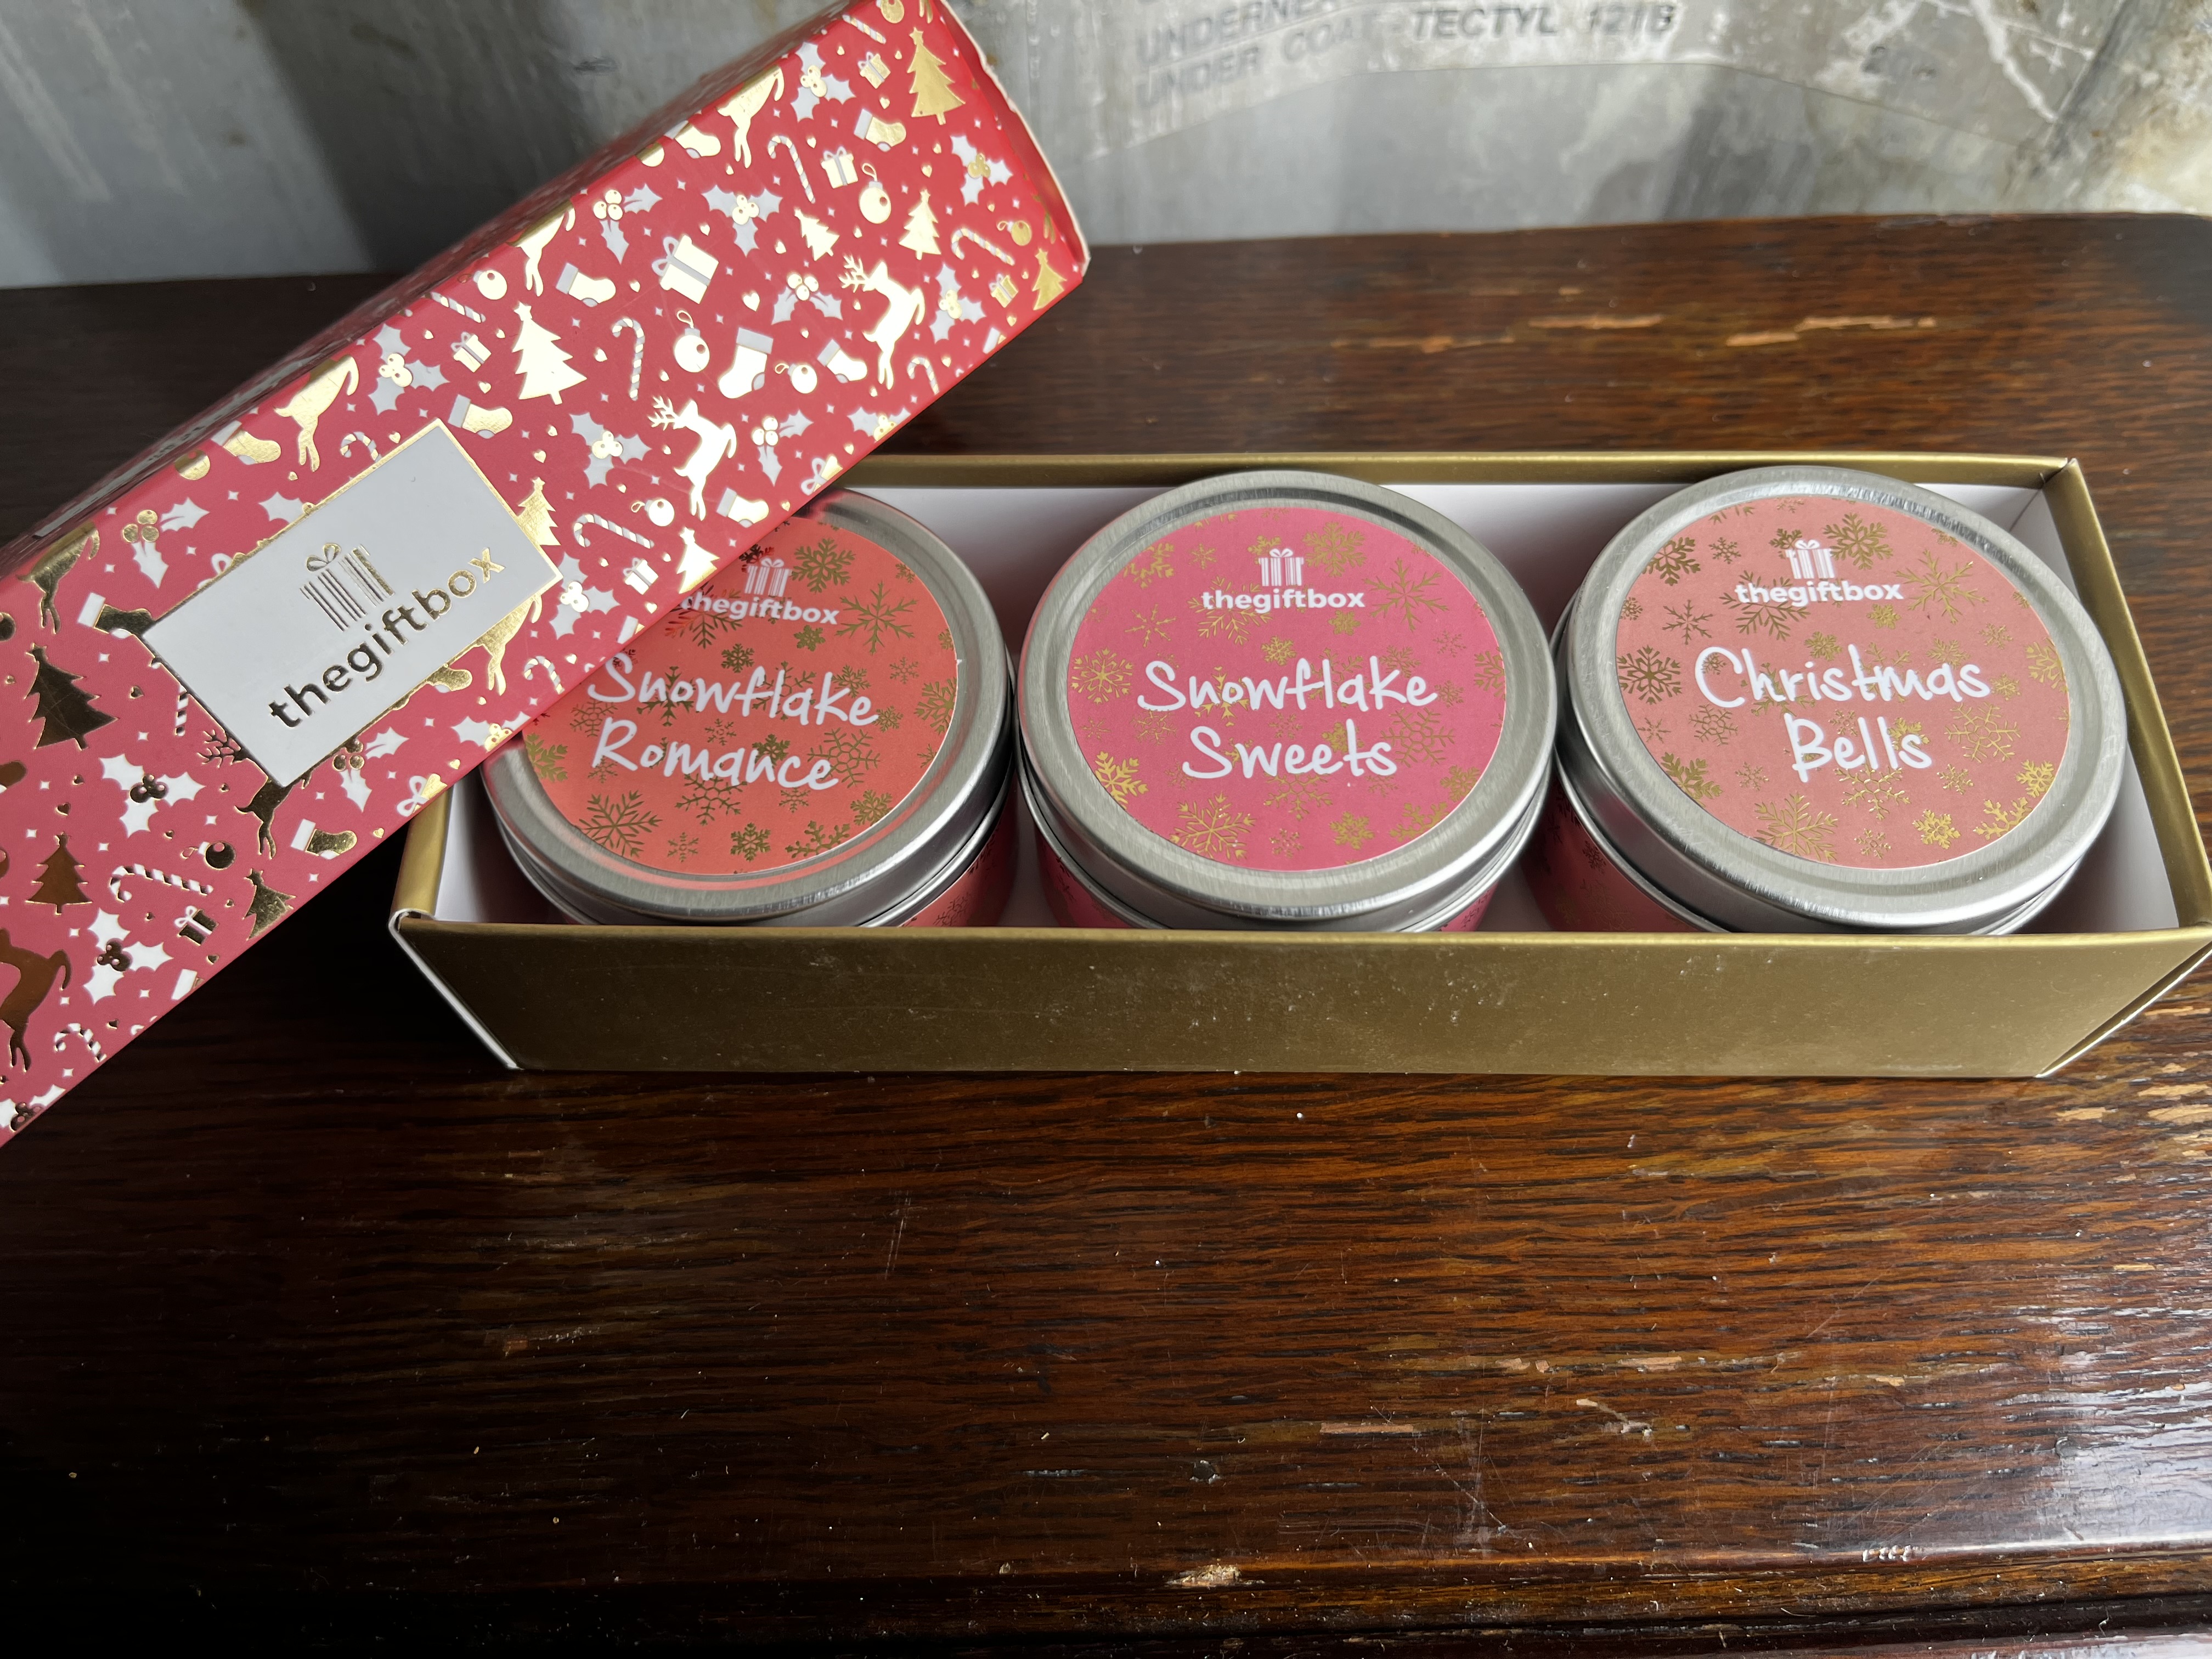 UNDER COAT TECTYL 121B
thegiftbox
thegiftbox
Snowflake
Romance
thegiftbox
Snowflake
Sweets
thegiftbox
Christmas
Bells